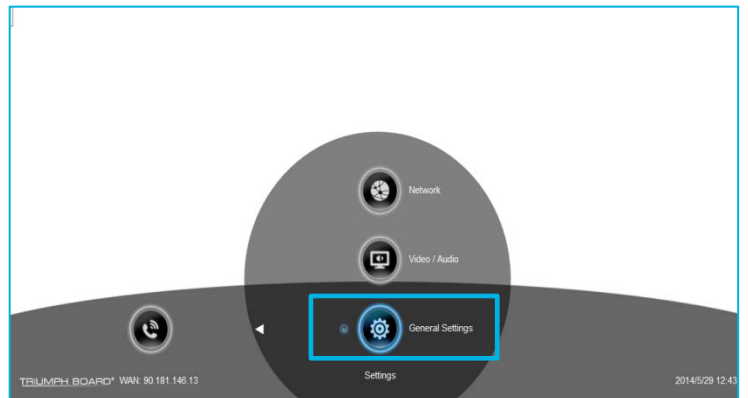 Network
Video / Audio
General Settings
Settings
TRIUMPH BOARD® WAN: 90.181.146.13
2014/5/29 12:43